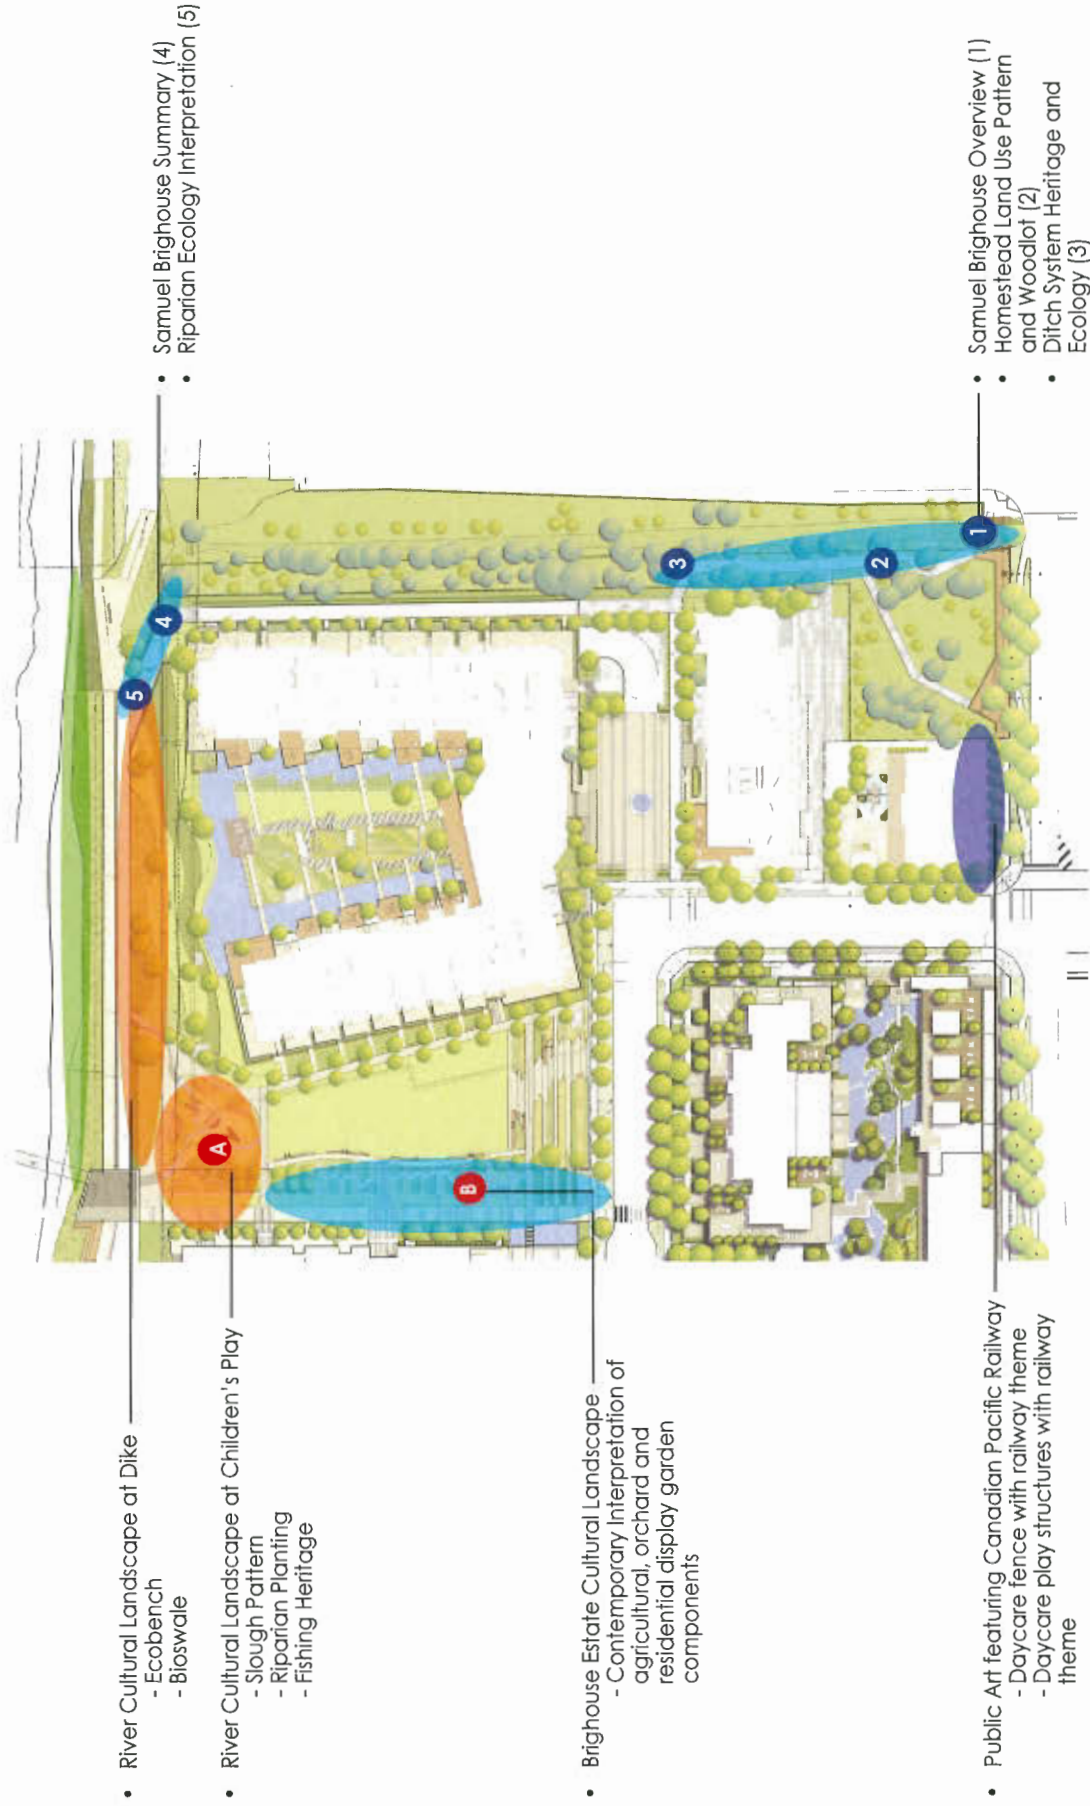 • Samuel Brighouse Summary (4)
• Riparian Ecology Interpretation (5)
• Samuel Brighouse Overview (1)
• Homestead Land Use Pattern
and Woodlot (2)
• Ditch System Heritage and
Ecology (3)
5
4
3
2
1
A
B
• River Cultural Landscape at Dike
- Ecobench
- Bioswale
• River Cultural Landscape at Children's Play
- Slough Pattern
- Riparian Planting
- Fishing Heritage
• Brighouse Estate Cultural Landscape
- Contemporary Interpretation of
agricultural, orchard and
residential display garden
components
• Public Art featuring Canadian Pacific Railway
- Daycare fence with railway theme
- Daycare play structures with railway
theme